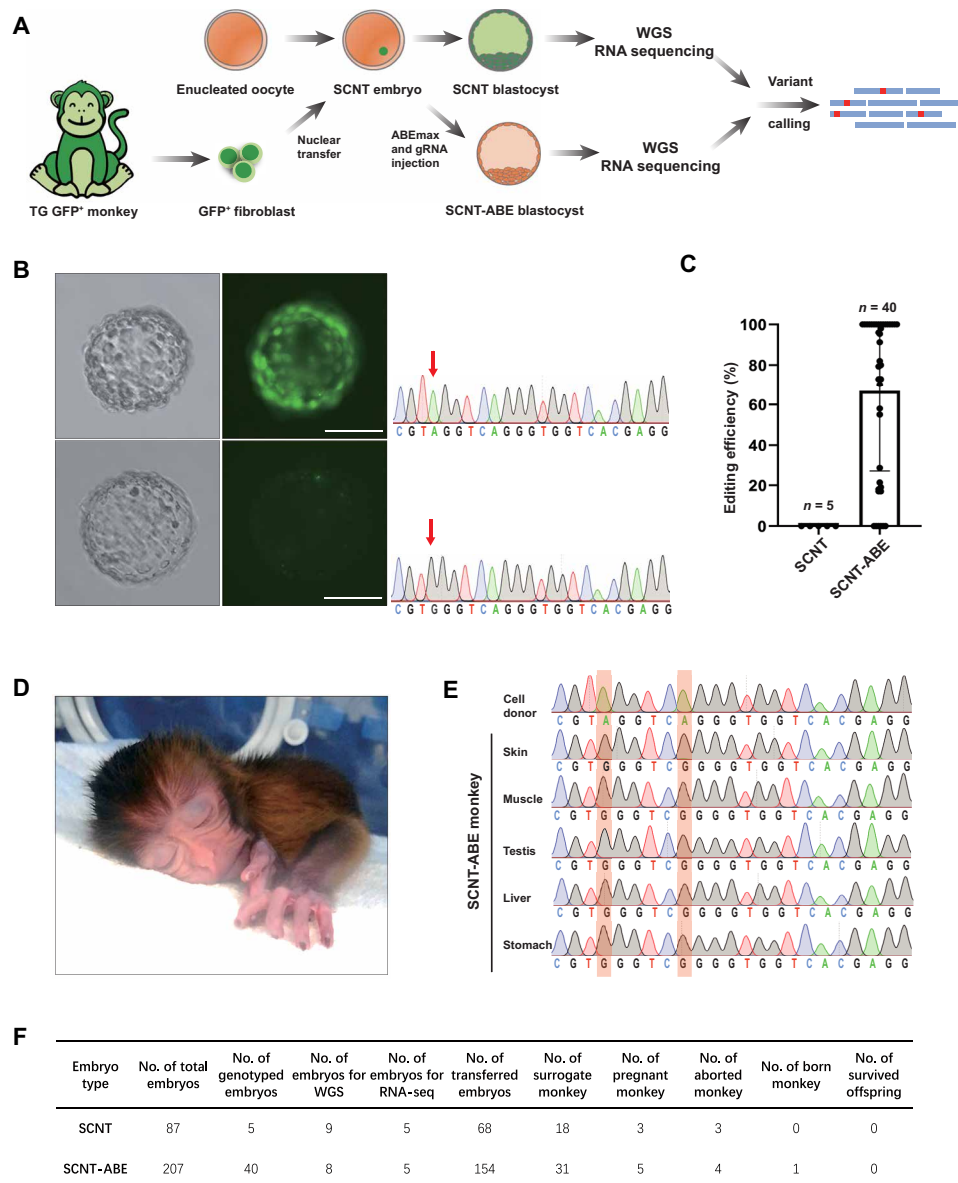 A
Enucleated oocyte
SCNT embryo
SCNT blastocyst
WGS
RNA sequencing
Nuclear
transfer
ABEmax
and gRNA
injection
Variant
calling
WGS
RNA sequencing
TG GFP⁺ monkey
GFP⁺ fibroblast
SCNT-ABE blastocyst
B
C G T A G G T C A G G G T G G T C A C G A G G
C G T G G G T C A G G G T G G T C A C G A G G
C
Editing efficiency (%)
100
80
60
40
20
0
n = 5
n = 40
SCNT
SCNT-ABE
D
E
Cell
donor
C G T A G G T C A G G G T G G T C A C G A G G
SCNT-ABE monkey
Skin
C G T G G G T C G G G G T G G T C A C G A G G
Muscle
C G T G G G T C G G G G T G G T C A C G A G G
Testis
C G T G G G T C G G G G T G G T C A C G A G G
Liver
C G T G G G T C G G G G T G G T C A C G A G G
Stomach
C G T G G G T C G G G G T G G T C A C G A G G
F
Embryo type No. of total embryos No. of genotyped embryos No. of embryos for WGS No. of embryos for RNA-seq No. of transferred embryos No. of surrogate monkey No. of pregnant monkey No. of aborted monkey No. of born monkey No. of survived offspring
SCNT 87 5 9 5 68 18 3 3 0 0
SCNT-ABE 207 40 8 5 154 31 5 4 1 0